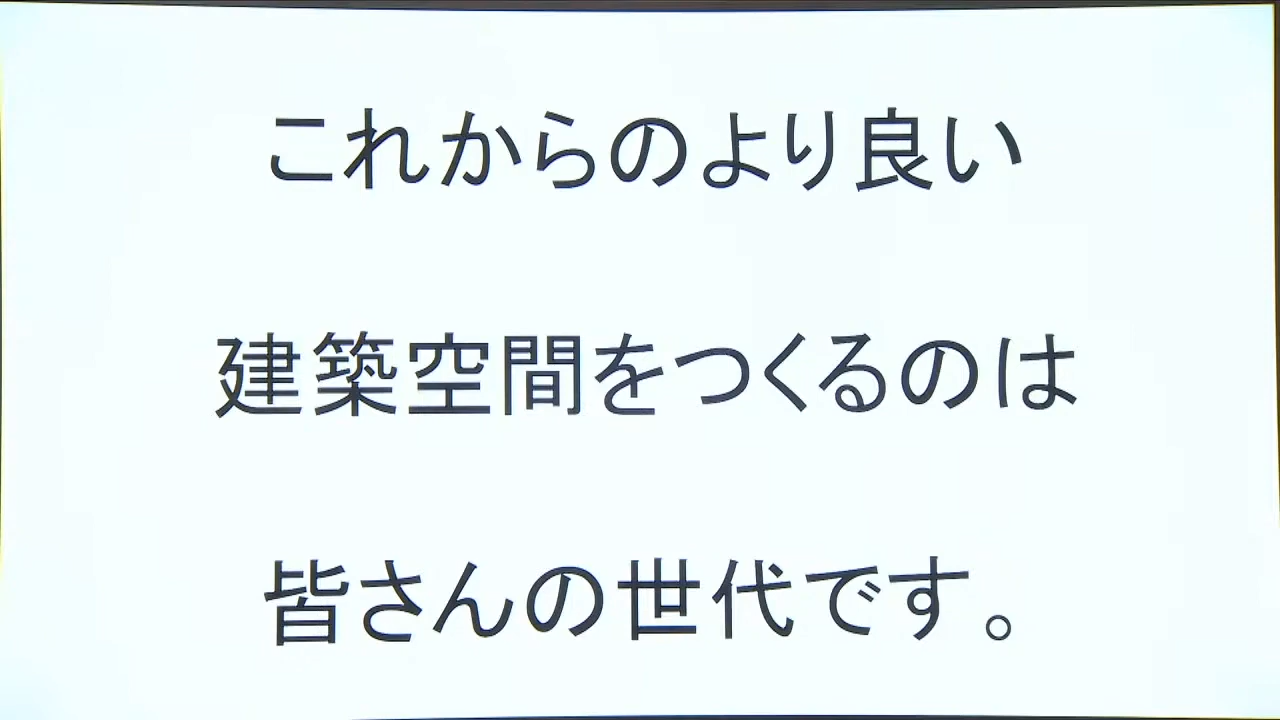 これからのより良い
建築空間をつくるのは
皆さんの世代です。